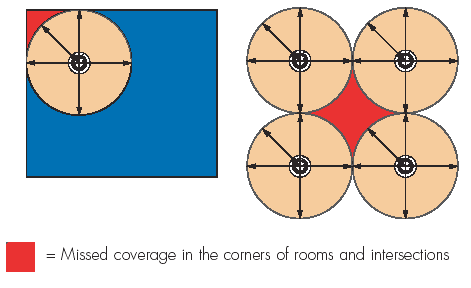 = Missed coverage in the corners of rooms and intersections